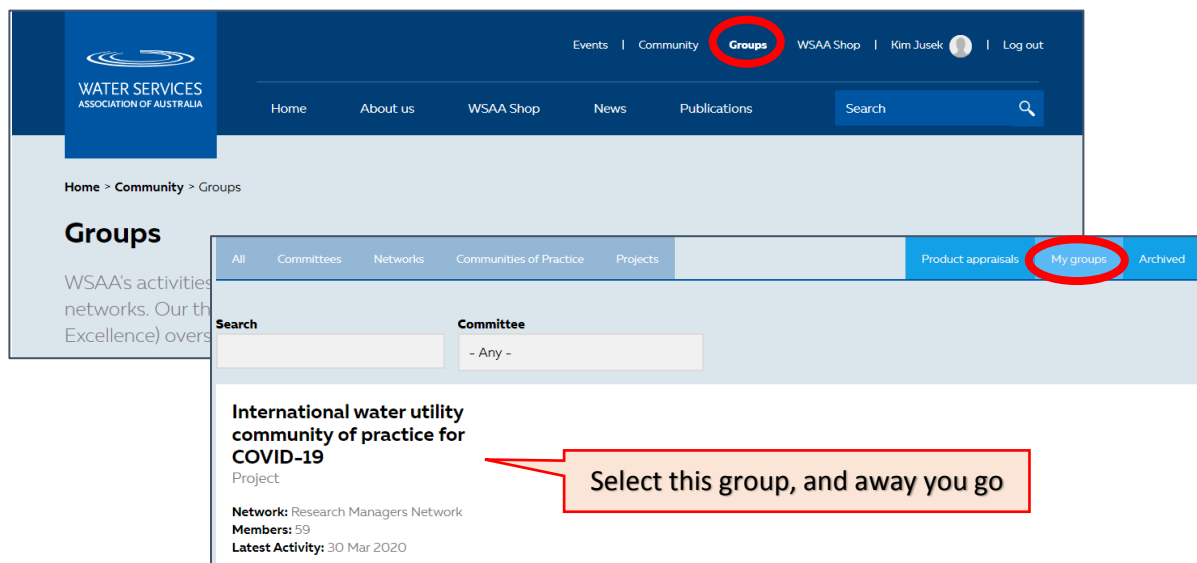 Events | Community Groups WSAA Shop | Kim Jusek | Log out
WATER SERVICES
ASSOCIATION OF AUSTRALIA
Home About us WSAA Shop News Publications Search
Home > Community > Groups
Groups
WSAA's activities
networks. Our th
Excellence) overs
All Committees Networks Communities of Practice Projects Product appraisals My groups Archived
Search Committee
- Any -
International water utility
community of practice for
COVID-19
Project
Network: Research Managers Network
Members: 59
Latest Activity: 30 Mar 2020
Select this group, and away you go